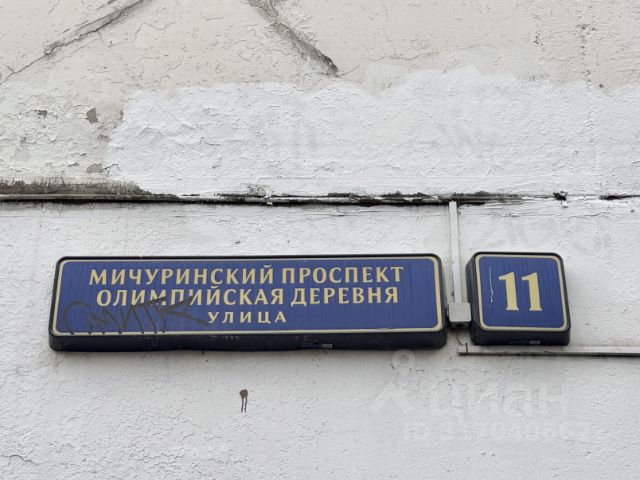 МИЧУРИНСКИЙ ПРОСПЕКТ
ОЛИМПИЙСКАЯ ДЕРЕВНЯ
УЛИЦА
11
циан